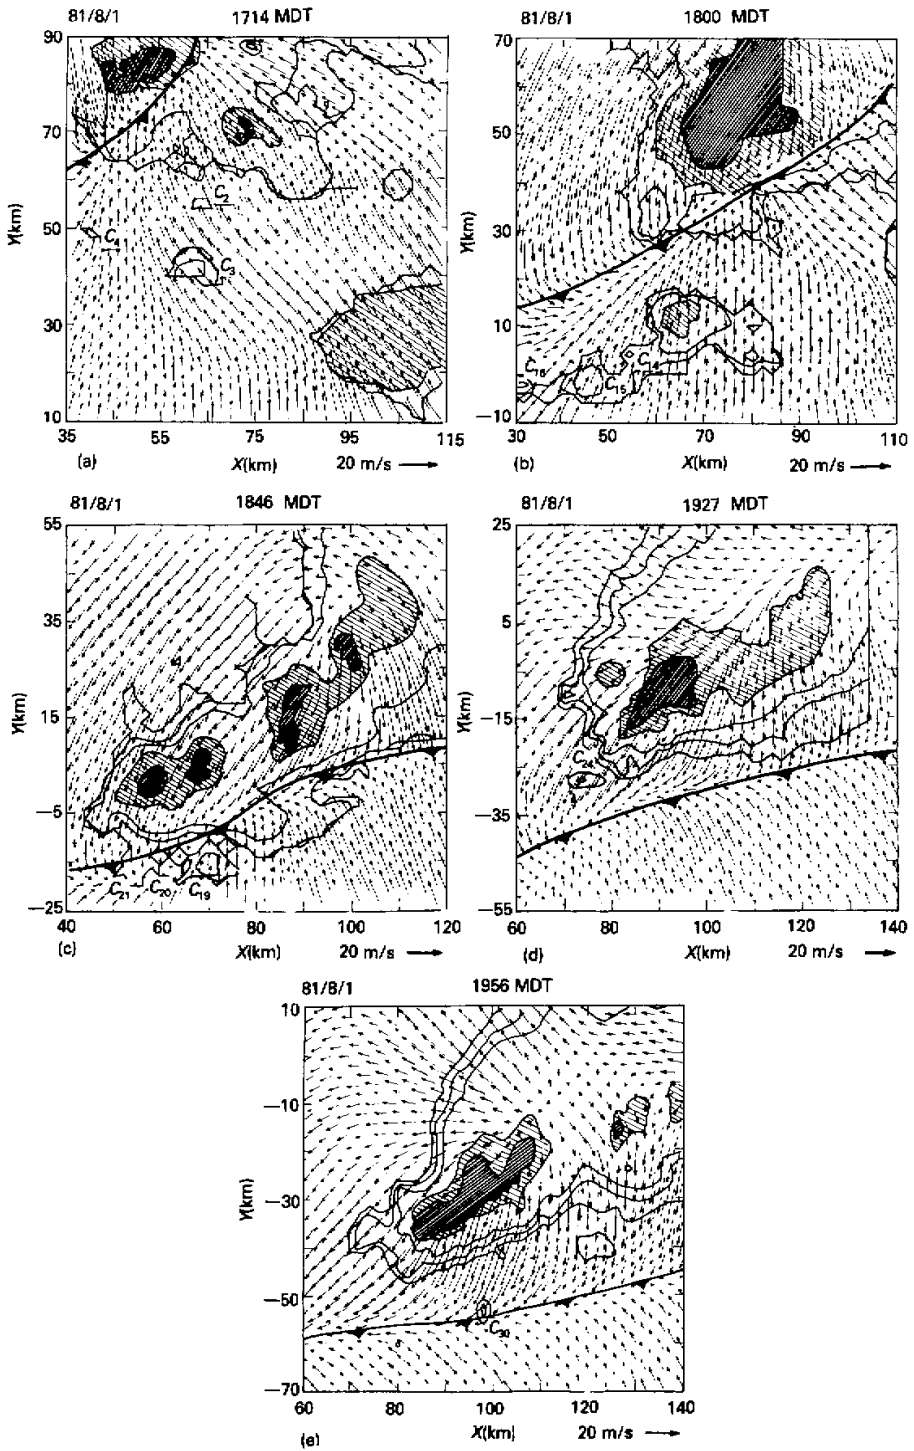 81/8/1 1714 MDT
90
70
Y(km)
50
30
10
C2
C4
C3
35 55 75 95 115
(a) X(km) 20 m/s
81/8/1 1800 MDT
70
50
Y(km)
30
10
−10
C16
C15
C14
30 50 70 90 110
(b) X(km) 20 m/s
81/8/1 1846 MDT
55
35
Y(km)
15
−5
−25
C21 C20 C19
40 60 80 100 120
(c) X(km) 20 m/s
81/8/1 1927 MDT
25
5
Y(km)
−15
−35
−55
60 80 100 120 140
(d) X(km) 20 m/s
81/8/1 1956 MDT
10
−10
Y(km)
−30
−50
−70
C30
60 80 100 120 140
(e) X(km) 20 m/s